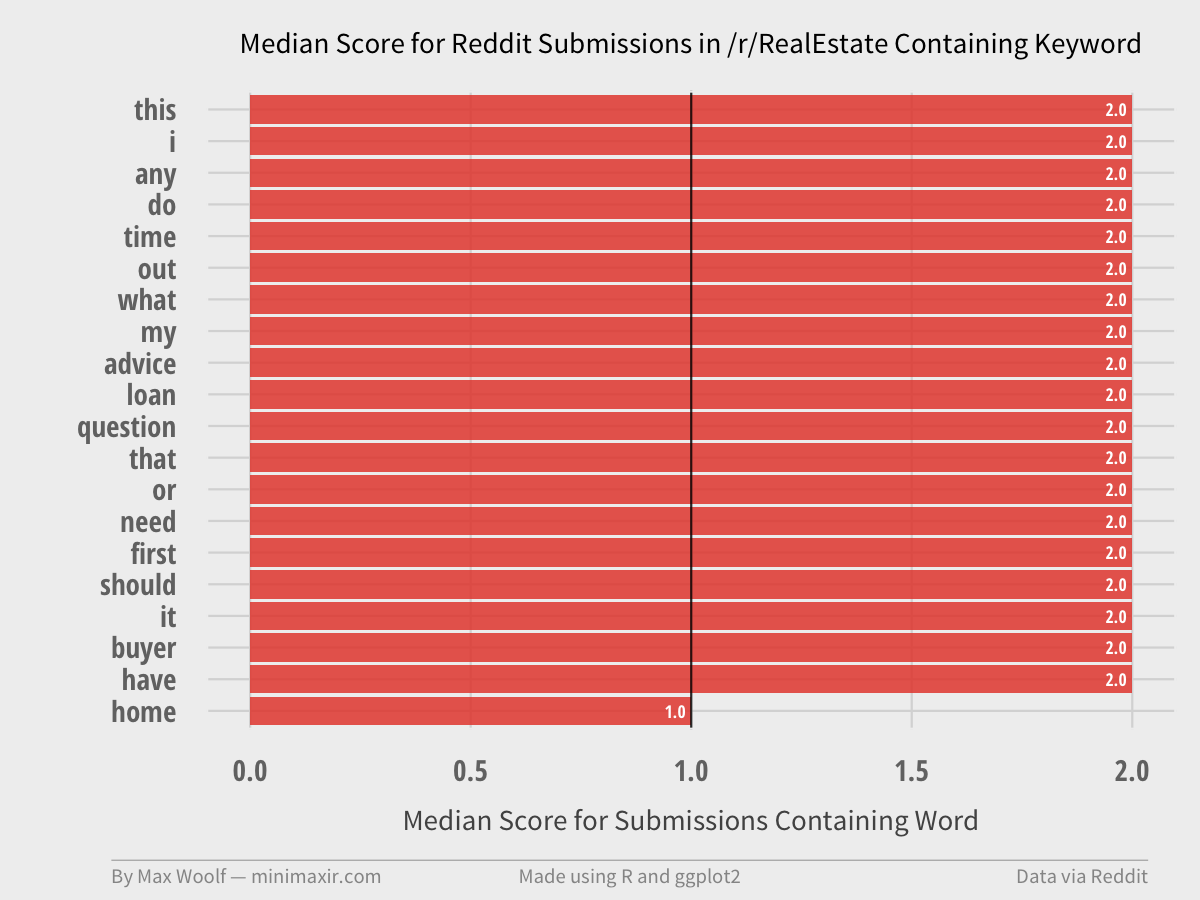 Median Score for Reddit Submissions in /r/RealEstate Containing Keyword
this 2.0
i 2.0
any 2.0
do 2.0
time 2.0
out 2.0
what 2.0
my 2.0
advice 2.0
loan 2.0
question 2.0
that 2.0
or 2.0
need 2.0
first 2.0
should 2.0
it 2.0
buyer 2.0
have 2.0
home 1.0
0.0 0.5 1.0 1.5 2.0
Median Score for Submissions Containing Word
By Max Woolf — minimaxir.com Made using R and ggplot2 Data via Reddit